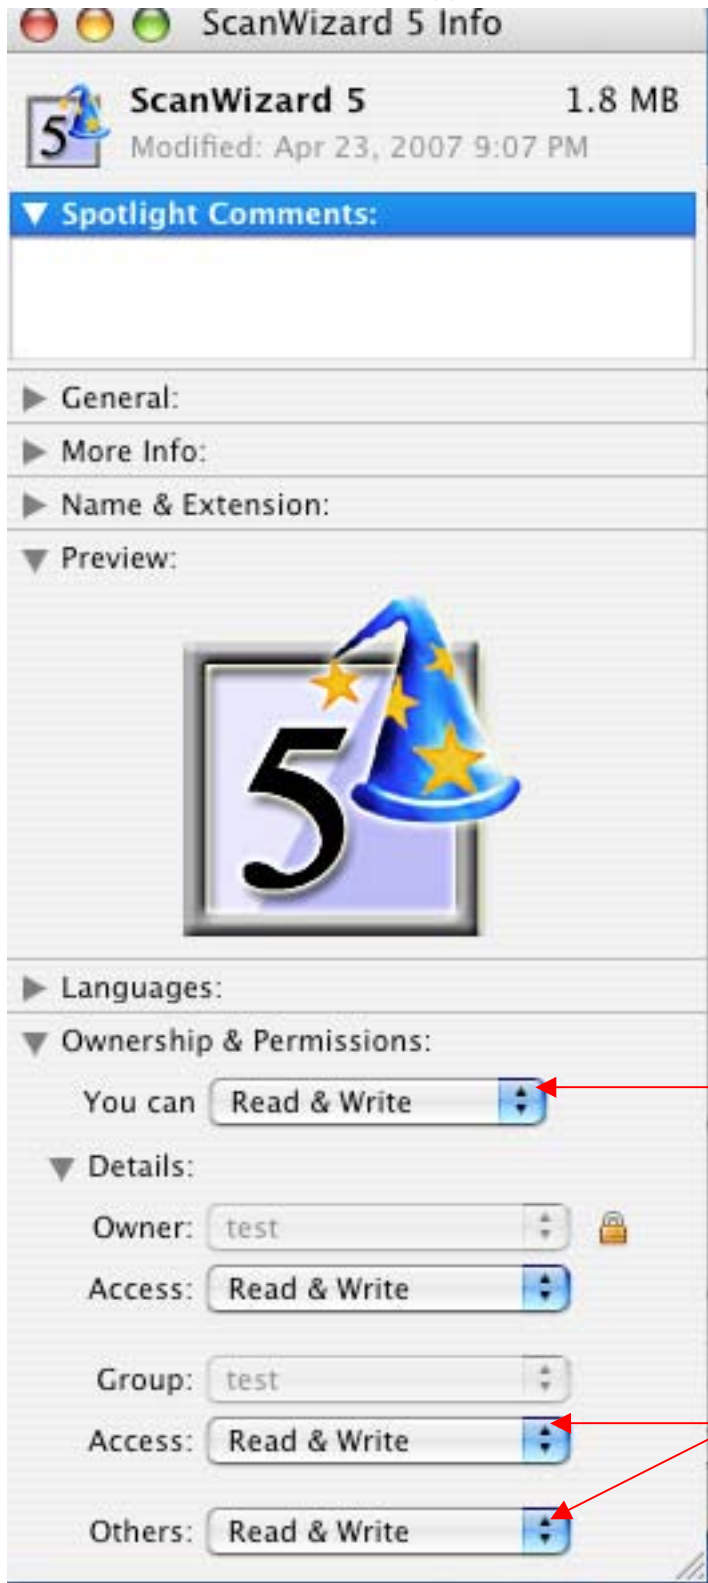 ScanWizard 5 Info
ScanWizard 5 1.8 MB
Modified: Apr 23, 2007 9:07 PM
Spotlight Comments:
General:
More Info:
Name & Extension:
Preview:
5
Languages:
Ownership & Permissions:
You can Read & Write
Details:
Owner: test
Access: Read & Write
Group: test
Access: Read & Write
Others: Read & Write